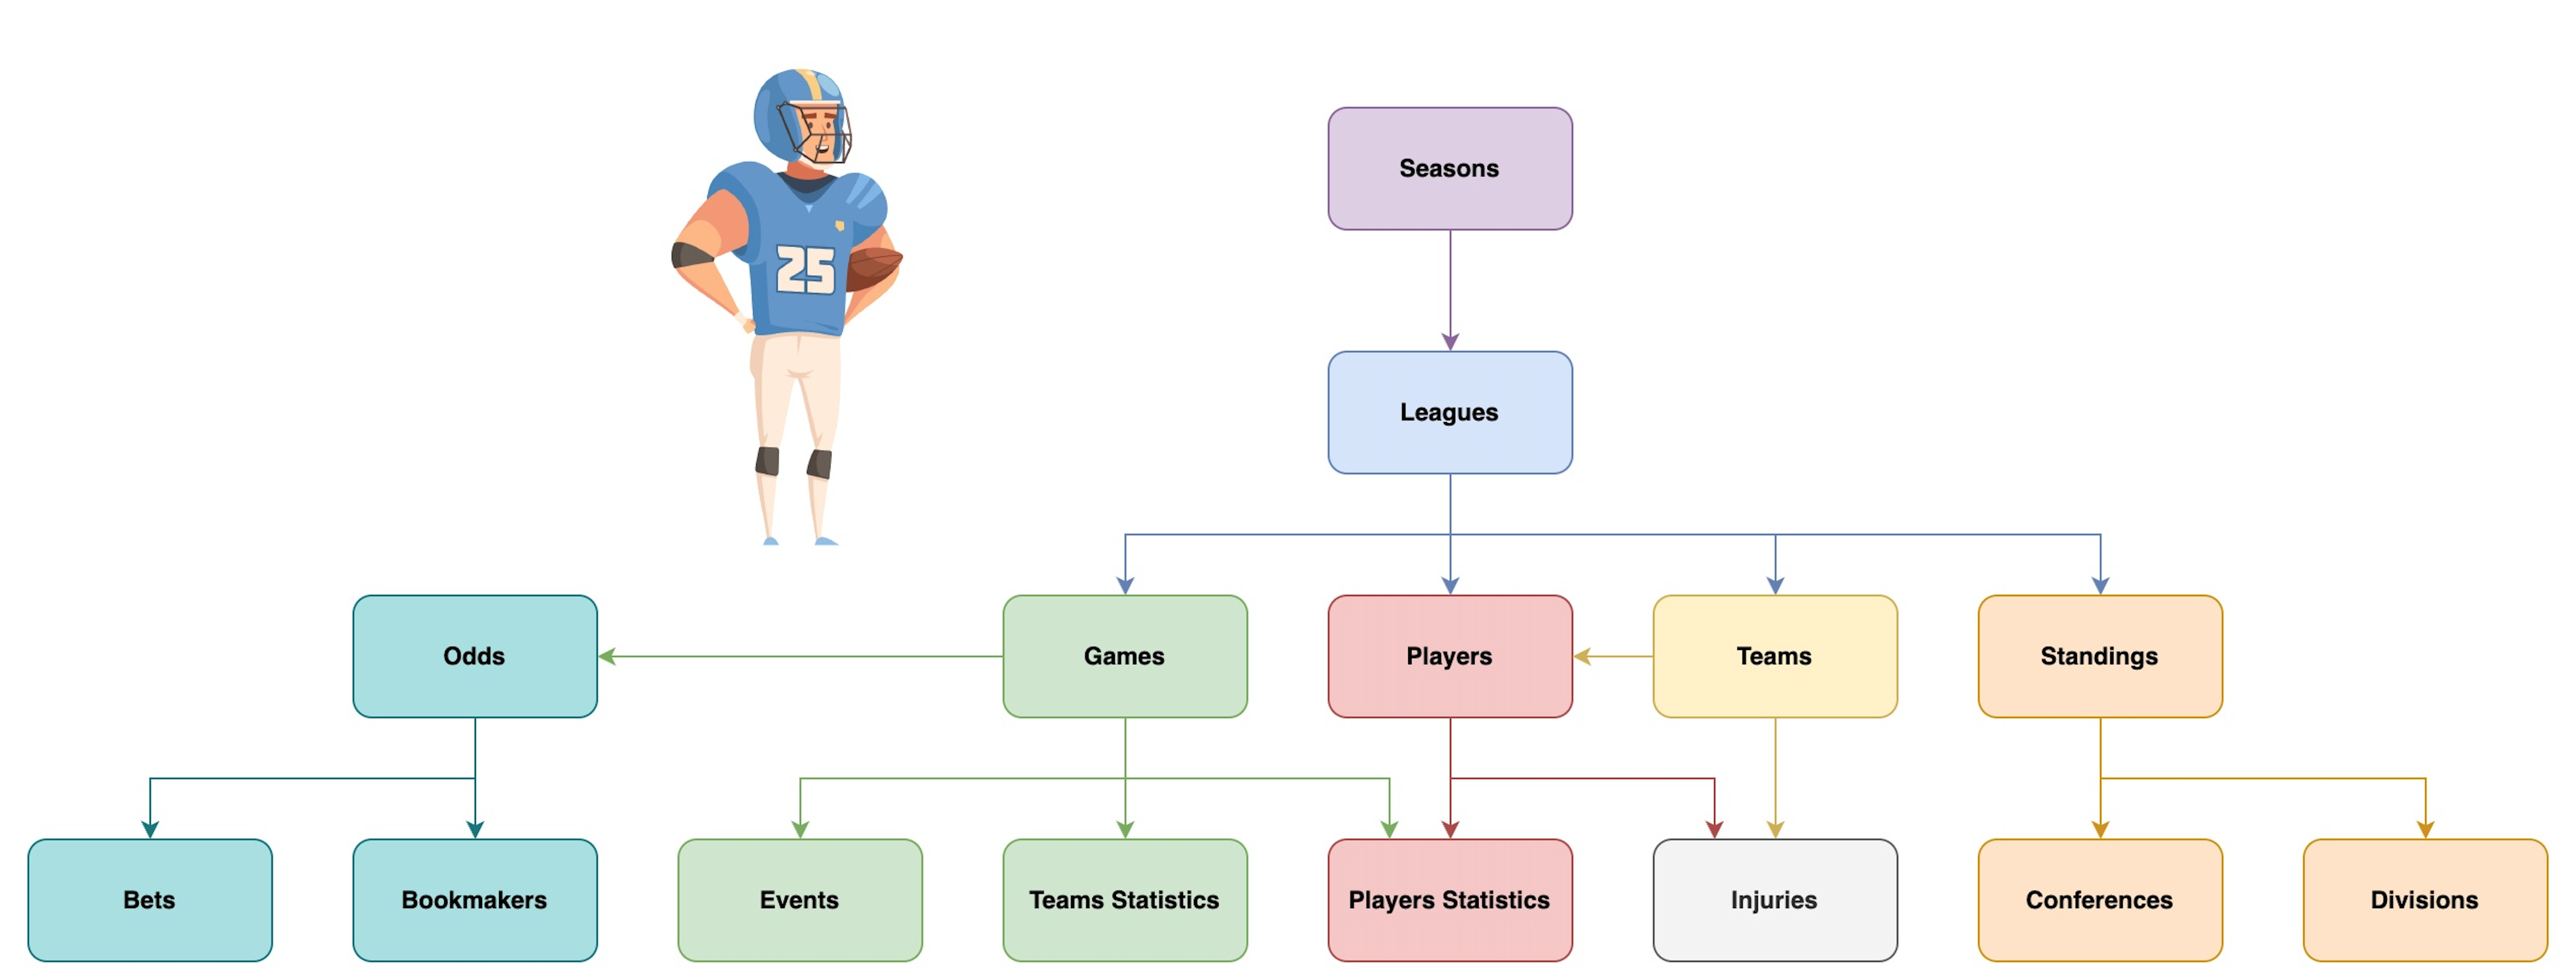 25
Seasons
Leagues
Odds
Games
Players
Teams
Standings
Bets
Bookmakers
Events
Teams Statistics
Players Statistics
Injuries
Conferences
Divisions